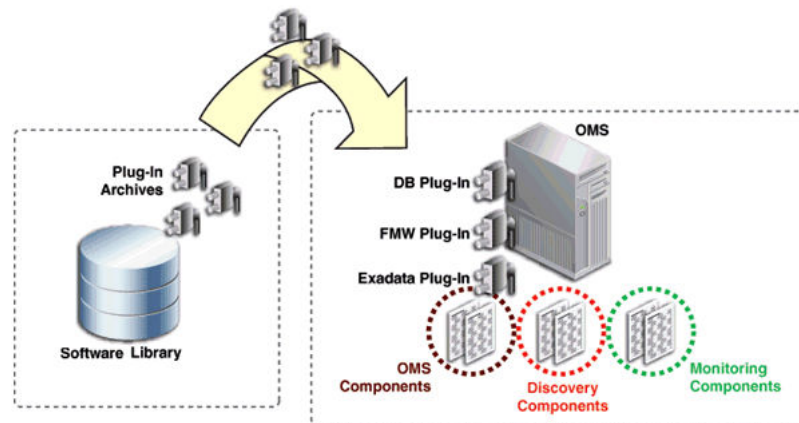 Plug-In
Archives
Software Library
OMS
DB Plug-In
FMW Plug-In
Exadata Plug-In
OMS
Components
Discovery
Components
Monitoring
Components